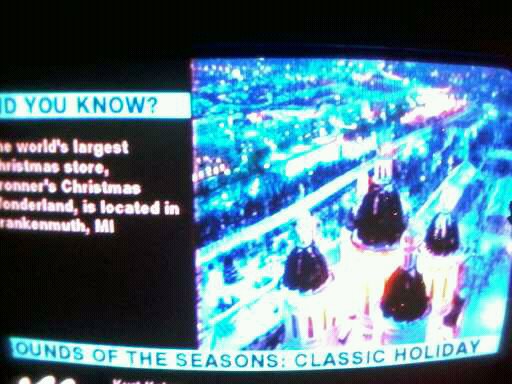 ID YOU KNOW?
he world's largest
hristmas store,
ronner's Christmas
onderland, is located in
rankenmuth, MI
OUNDS OF THE SEASONS: CLASSIC HOLIDAY